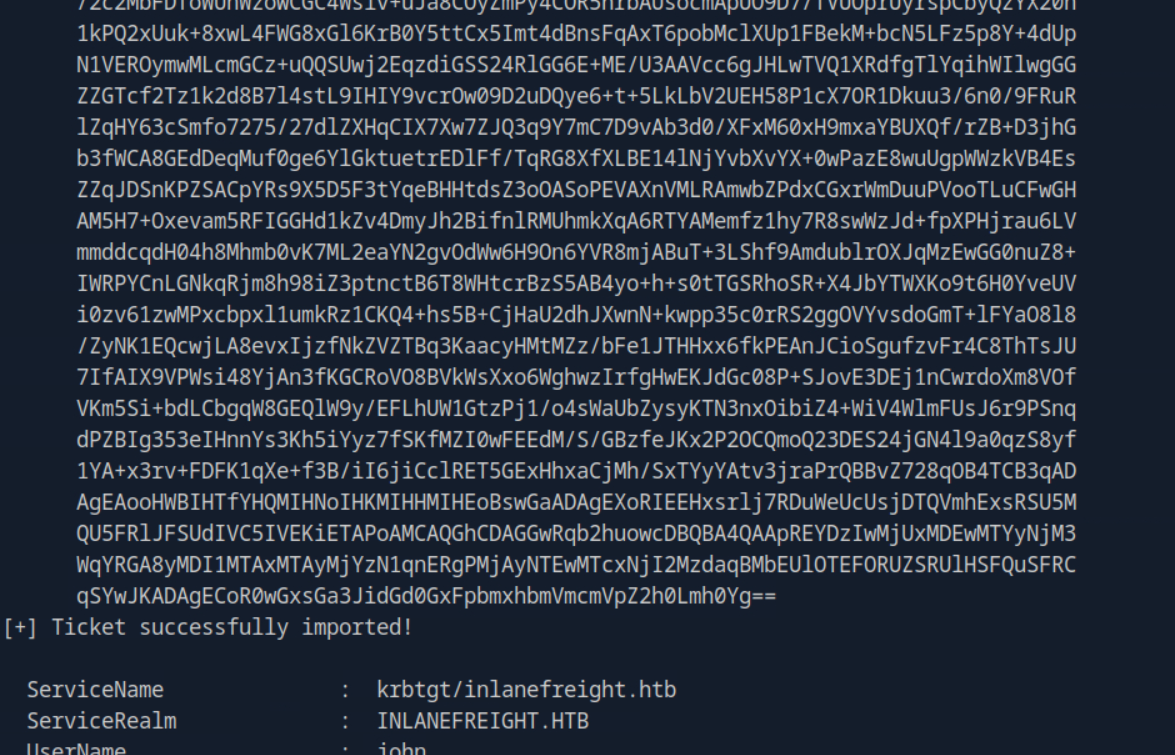 1kPQ2xUuk+8xwL4FWG8xGl6KrB0Y5ttCx5Imt4dBnsFqAxT6pobMclXUp1FBekM+bcN5LFz5p8Y+4dUp
N1VEROymwMLcmGCz+uQQSUwj2EqzdiGSS24RlGG6E+ME/U3AAVcc6gJHLwTVQ1XRdfgTlYqihWIlwgGG
ZZGTcf2Tz1k2d8B7l4stL9IHIY9vcrOw09D2uDQye6+t+5LkLbV2UEH58P1cX7OR1Dkuu3/6n0/9FRuR
lZqHY63cSmfo7275/27dlZXHqCIX7Xw7ZJQ3q9Y7mC7D9vAb3d0/XFxM60xH9mxaYBUXQf/rZB+D3jhG
b3fWCA8GEdDeqMuf0ge6YlGktuetrEDlFf/TqRG8XfXLBE14lNjYvbXvYX+0wPazE8wuUgpWWzkVB4Es
ZZqJDSnKPZSACpYRs9X5D5F3tYqeBHHtdsZ3oOASoPEVAXnVMLRAmwbZPdxCGxrWmDuuPVooTLuCFwGH
AM5H7+Oxevam5RFIGGHd1kZv4DmyJh2BifnlRMUhmkXqA6RTYAMemfz1hy7R8swWzJd+fpXPHjrau6LV
mmddcqdH04h8Mhmb0vK7ML2eaYN2gvOdWw6H9On6YVR8mjABuT+3LShf9AmdublrOXJqMzEwGG0nuZ8+
IWRPYCnLGNkqRjm8h98iZ3ptnctB6T8WHtcrBzS5AB4yo+h+s0tTGSRhoSR+X4JbYTWXKo9t6H0YveUV
i0zv61zwMPxcbpxl1umkRz1CKQ4+hs5B+CjHaU2dhJXwnN+kwpp35c0rRS2ggOVYvsdoGmT+lFYaO8l8
/ZyNK1EQcwjLA8evxIjzfNkZVZTBq3KaacyHMtMZz/bFe1JTHHxx6fkPEAnJCioSgufzvFr4C8ThTsJU
7IfAIX9VPWsi48YjAn3fKGCRoVO8BVkWsXxo6WghwzIrfgHwEKJdGc08P+SJovE3DEj1nCwrdoXm8VOf
VKm5Si+bdLCbgqW8GEQlW9y/EFLhUW1GtzPj1/o4sWaUbZysyKTN3nxOibiZ4+WiV4WlmFUsJ6r9PSnq
dPZBIg353eIHnnYs3Kh5iYyz7fSKfMZI0wFEEdM/S/GBzfeJKx2P2OCQmoQ23DES24jGN4l9a0qzS8yf
1YA+x3rv+FDFK1qXe+f3B/iI6jiCclRET5GExHhxaCjMh/SxTYyYAtv3jraPrQBBvZ728qOB4TCB3qAD
AgEAooHWBIHTfYHQMIHNoIHKMIHHMIHEoBswGaADAgEXoRIEEHxsrlj7RDuWeUcUsjDTQVmhExsRSU5M
QU5FRlJFSUdIVC5IVEKiETAPoAMCAQGhCDAGGwRqb2huowcDBQBA4QAApREYDzIwMjUxMDEwMTYyNjM3
WqYRGA8yMDI1MTAxMTAyMjYzN1qnERgPMjAyNTEwMTcxNjI2MzdaqBMbEUlOTEFORUZSRUlHSFQuSFRC
qSYwJKADAgECoR0wGxsGa3JidGd0GxFpbmxhbmVmcmVpZ2h0Lmh0Yg==
[+] Ticket successfully imported!
ServiceName : krbtgt/inlanefreight.htb
ServiceRealm : INLANEFREIGHT.HTB
UserName : john